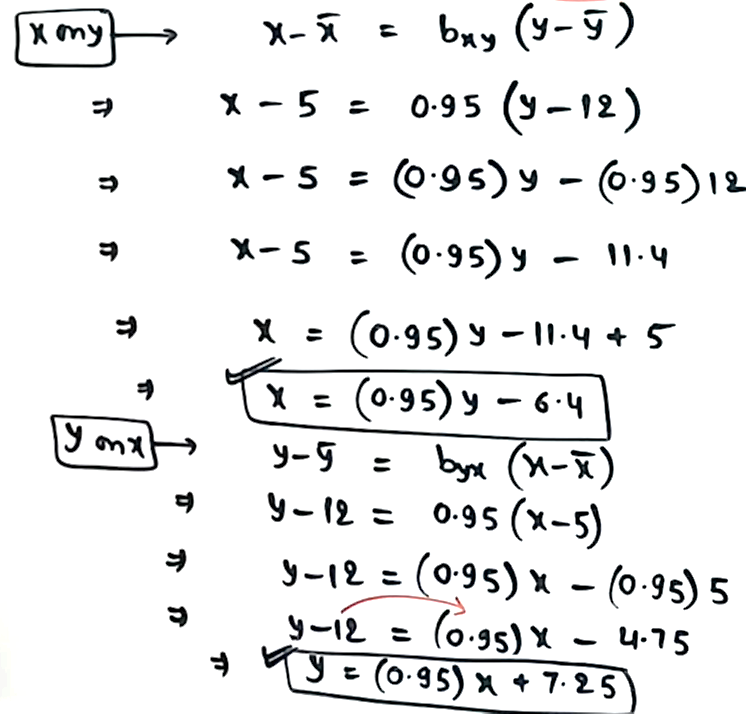 x on y → x - x̄ = bxy (y - ȳ)
⇒ x - 5 = 0.95 (y - 12)
⇒ x - 5 = (0.95) y - (0.95) 12
⇒ x - 5 = (0.95) y - 11.4
⇒ x = (0.95) y - 11.4 + 5
⇒ x = (0.95) y - 6.4
y on x → y - ȳ = byx (x - x̄)
⇒ y - 12 = 0.95 (x - 5)
⇒ y - 12 = (0.95) x - (0.95) 5
⇒ y - 12 = (0.95) x - 4.75
⇒ y = (0.95) x + 7.25